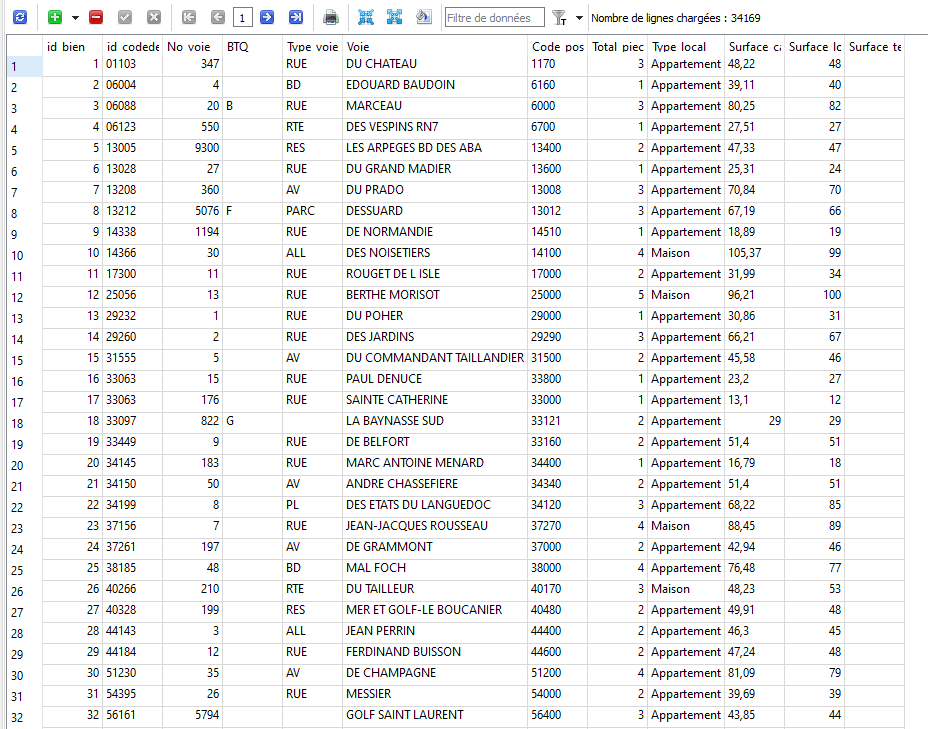 1 Filtre de données Nombre de lignes chargées : 34169
id_bien id_codede No_voie BTQ Type_voie Voie Code_pos Total_piec Type_local Surface_ca Surface_lc Surface_te
1 1 01103 347 RUE DU CHATEAU 1170 3 Appartement 48,22 48
2 2 06004 4 BD EDOUARD BAUDOIN 6160 1 Appartement 39,11 40
3 3 06088 20 B RUE MARCEAU 6000 3 Appartement 80,25 82
4 4 06123 550 RTE DES VESPINS RN7 6700 1 Appartement 27,51 27
5 5 13005 9300 RES LES ARPEGES BD DES ABA 13400 2 Appartement 47,33 47
6 6 13028 27 RUE DU GRAND MADIER 13600 1 Appartement 25,31 24
7 7 13208 360 AV DU PRADO 13008 3 Appartement 70,84 70
8 8 13212 5076 F PARC DESSUARD 13012 3 Appartement 67,19 66
9 9 14338 1194 RUE DE NORMANDIE 14510 1 Appartement 18,89 19
10 10 14366 30 ALL DES NOISETIERS 14100 4 Maison 105,37 99
11 11 17300 11 RUE ROUGET DE L ISLE 17000 2 Appartement 31,99 34
12 12 25056 13 RUE BERTHE MORISOT 25000 5 Maison 96,21 100
13 13 29232 1 RUE DU POHER 29000 1 Appartement 30,86 31
14 14 29260 2 RUE DES JARDINS 29290 3 Appartement 66,21 67
15 15 31555 5 AV DU COMMANDANT TAILLANDIER 31500 2 Appartement 45,58 46
16 16 33063 15 RUE PAUL DENUCE 33800 1 Appartement 23,2 27
17 17 33063 176 RUE SAINTE CATHERINE 33000 1 Appartement 13,1 12
18 18 33097 822 G LA BAYNASSE SUD 33121 2 Appartement 29 29
19 19 33449 9 RUE DE BELFORT 33160 2 Appartement 51,4 51
20 20 34145 183 RUE MARC ANTOINE MENARD 34400 1 Appartement 16,79 18
21 21 34150 50 AV ANDRE CHASSEFIERE 34340 2 Appartement 51,4 51
22 22 34199 8 PL DES ETATS DU LANGUEDOC 34120 3 Appartement 68,22 85
23 23 37156 7 RUE JEAN-JACQUES ROUSSEAU 37270 4 Maison 88,45 89
24 24 37261 197 AV DE GRAMMONT 37000 2 Appartement 42,94 46
25 25 38185 48 BD MAL FOCH 38000 4 Appartement 76,48 77
26 26 40266 210 RTE DU TAILLEUR 40170 3 Maison 48,23 53
27 27 40328 199 RES MER ET GOLF-LE BOUCANIER 40480 2 Appartement 49,91 48
28 28 44143 3 ALL JEAN PERRIN 44400 2 Appartement 46,3 45
29 29 44184 12 RUE FERDINAND BUISSON 44600 2 Appartement 47,24 48
30 30 51230 35 AV DE CHAMPAGNE 51200 4 Appartement 81,09 79
31 31 54395 26 RUE MESSIER 54000 2 Appartement 39,69 39
32 32 56161 5794 GOLF SAINT LAURENT 56400 3 Appartement 43,85 44